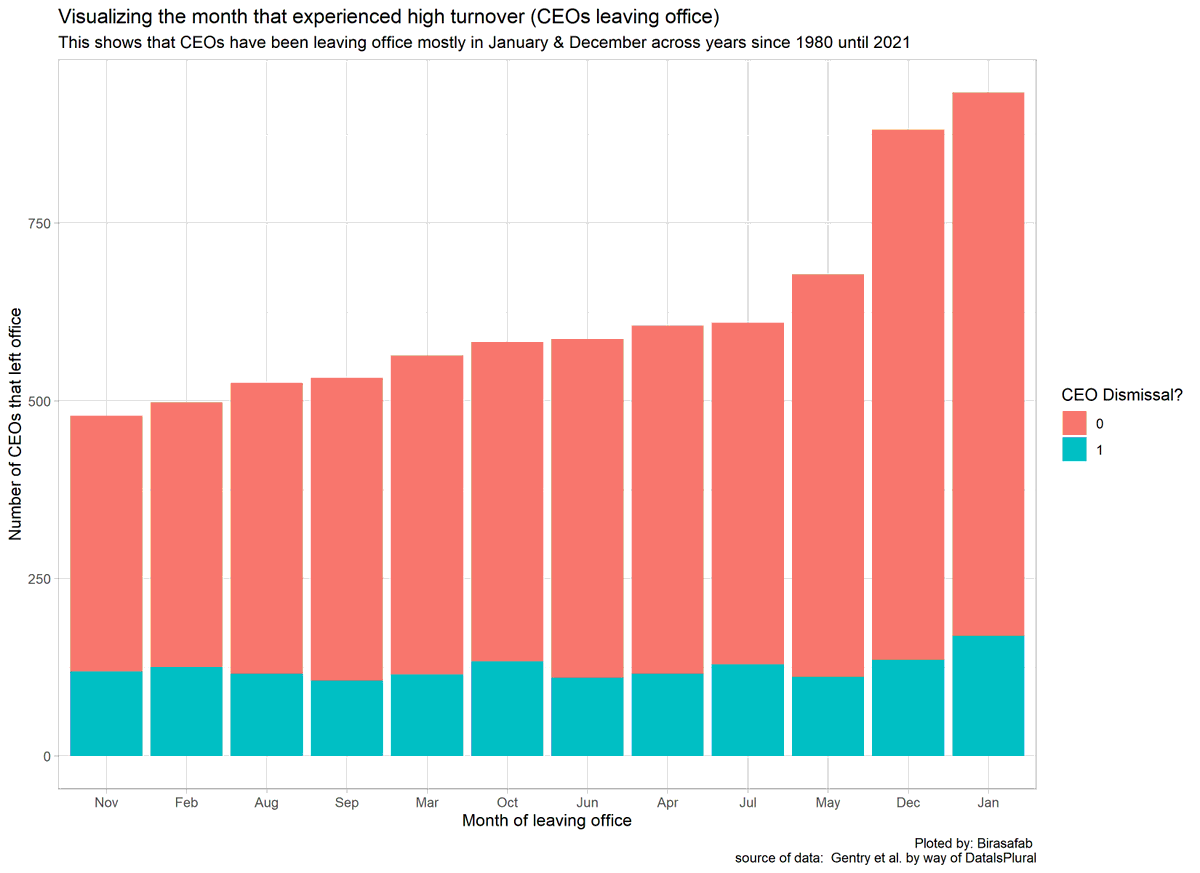 Visualizing the month that experienced high turnover (CEOs leaving office)
This shows that CEOs have been leaving office mostly in January & December across years since 1980 until 2021
Number of CEOs that left office
750
500
250
0
Nov Feb Aug Sep Mar Oct Jun Apr Jul May Dec Jan
Month of leaving office
CEO Dismissal?
0
1
Ploted by: Birasafab
source of data:  Gentry et al. by way of DataIsPlural